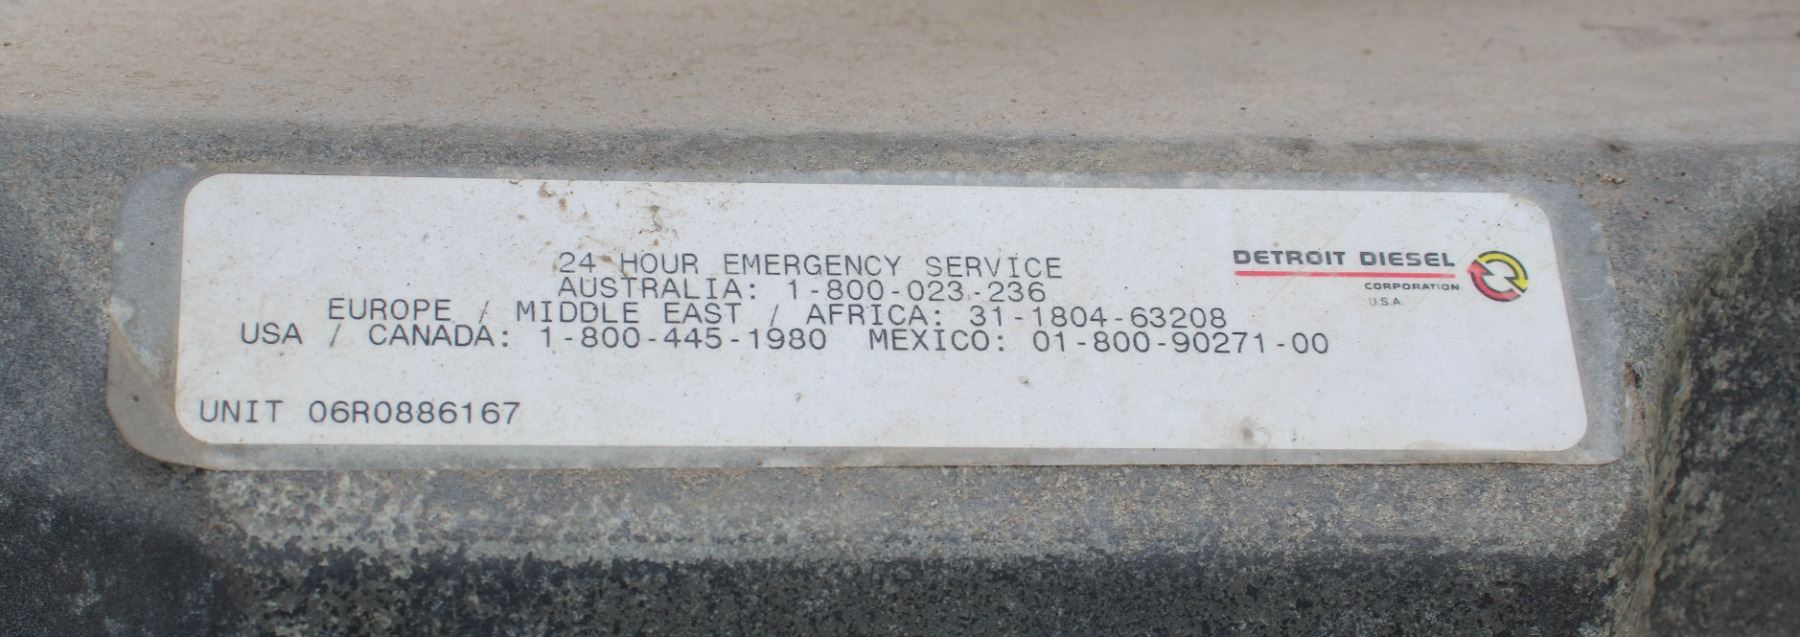 24 HOUR EMERGENCY SERVICE
AUSTRALIA: 1-800-023-236
EUROPE / MIDDLE EAST / AFRICA: 31-1804-63208
USA / CANADA: 1-800-445-1980 MEXICO: 01-800-90271-00
DETROIT DIESEL
CORPORATION
U.S.A.
UNIT 06R0886167